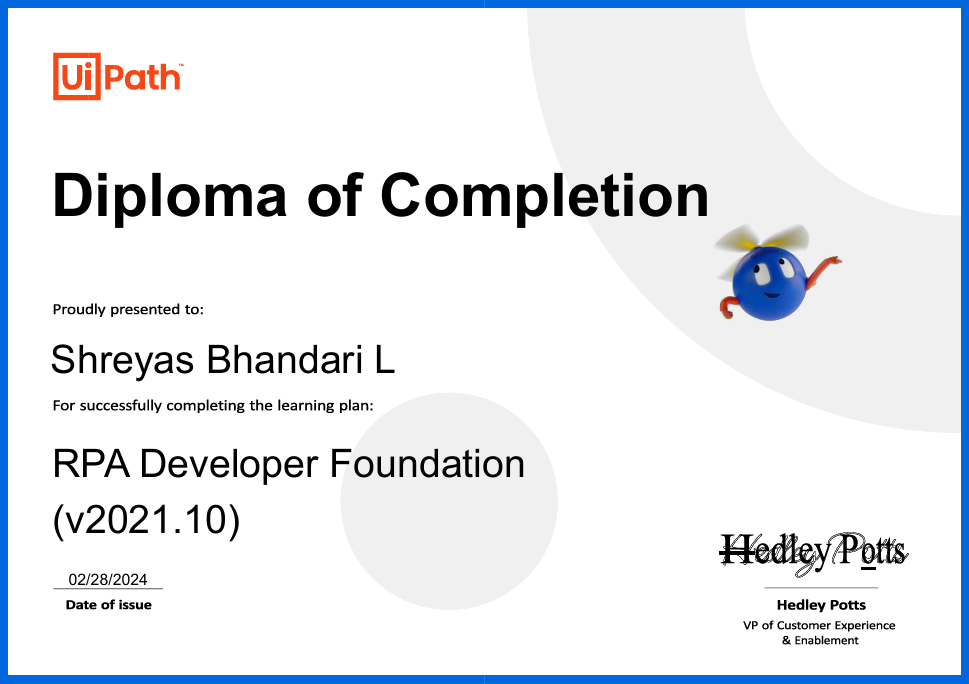 UiPath™
Diploma of Completion
Proudly presented to:
Shreyas Bhandari L
For successfully completing the learning plan:
RPA Developer Foundation
(v2021.10)
02/28/2024
Date of issue
Hedley Potts
Hedley Potts
VP of Customer Experience
& Enablement